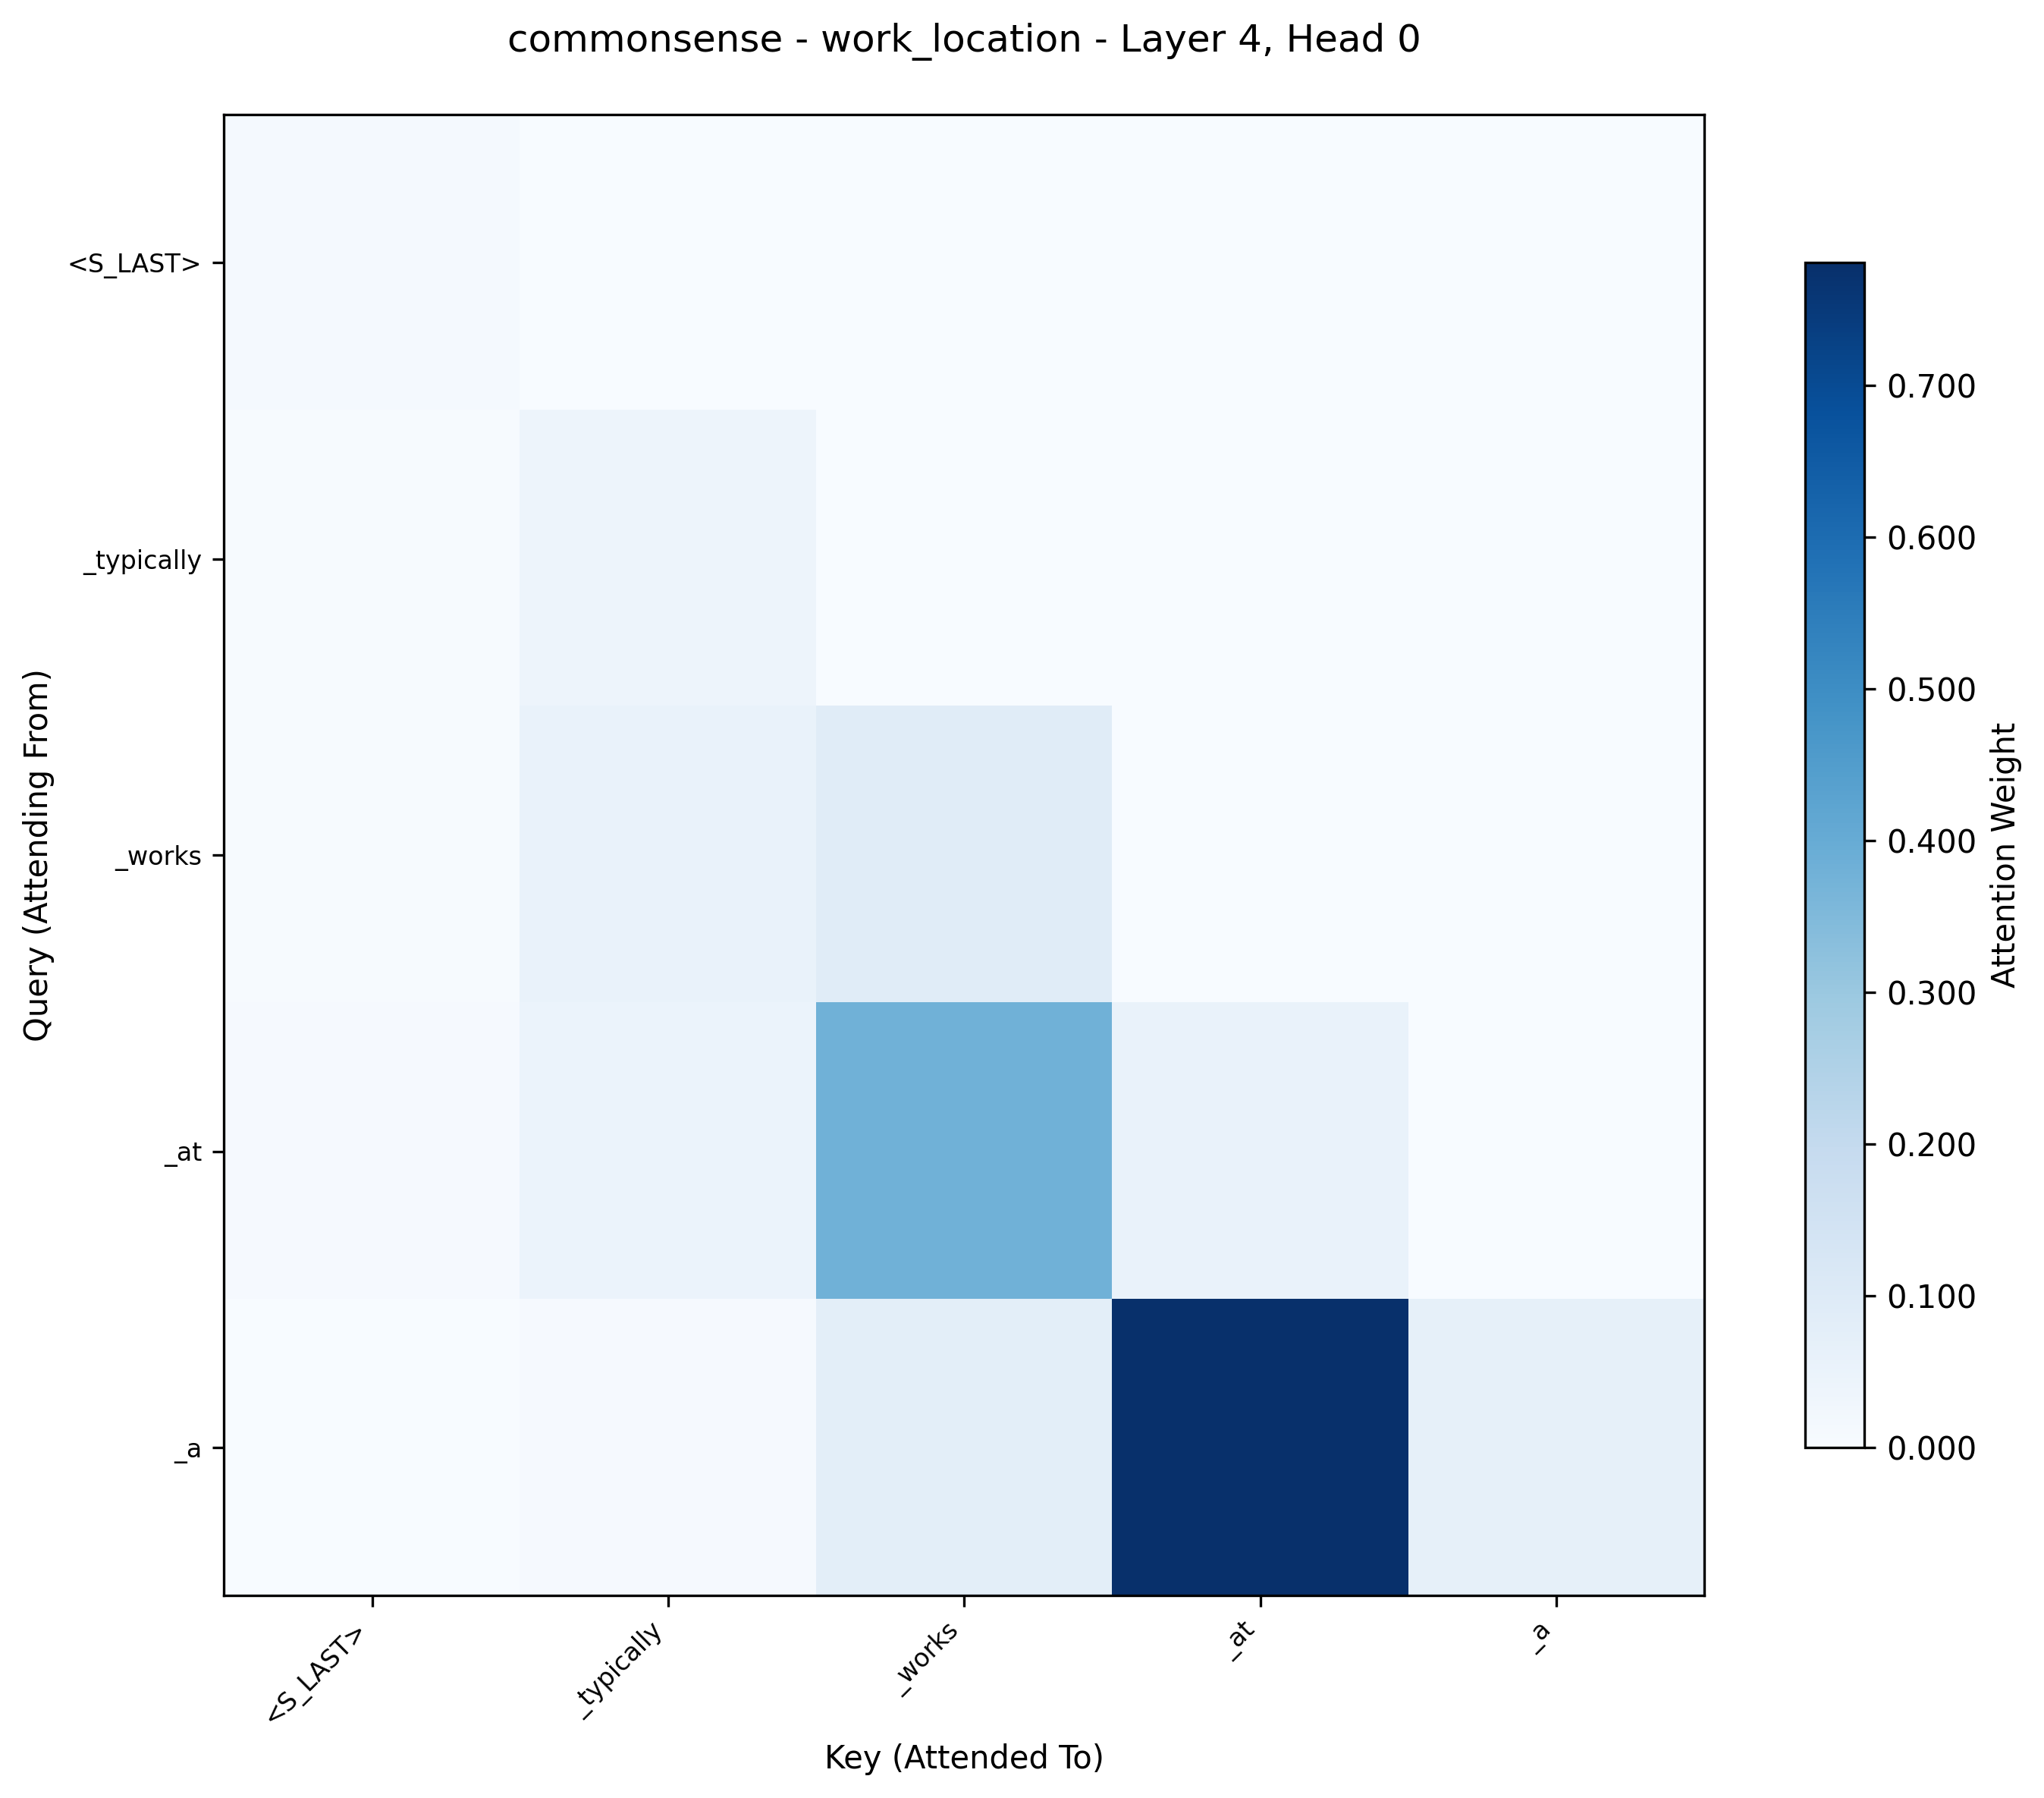 commonsense - work_location - Layer 4, Head 0
<S_LAST>
_typically
_works
_at
_a
Query (Attending From)
<S_LAST>
_typically
_works
_at
_a
Key (Attended To)
0.700
0.600
0.500
0.400
0.300
0.200
0.100
0.000
Attention Weight